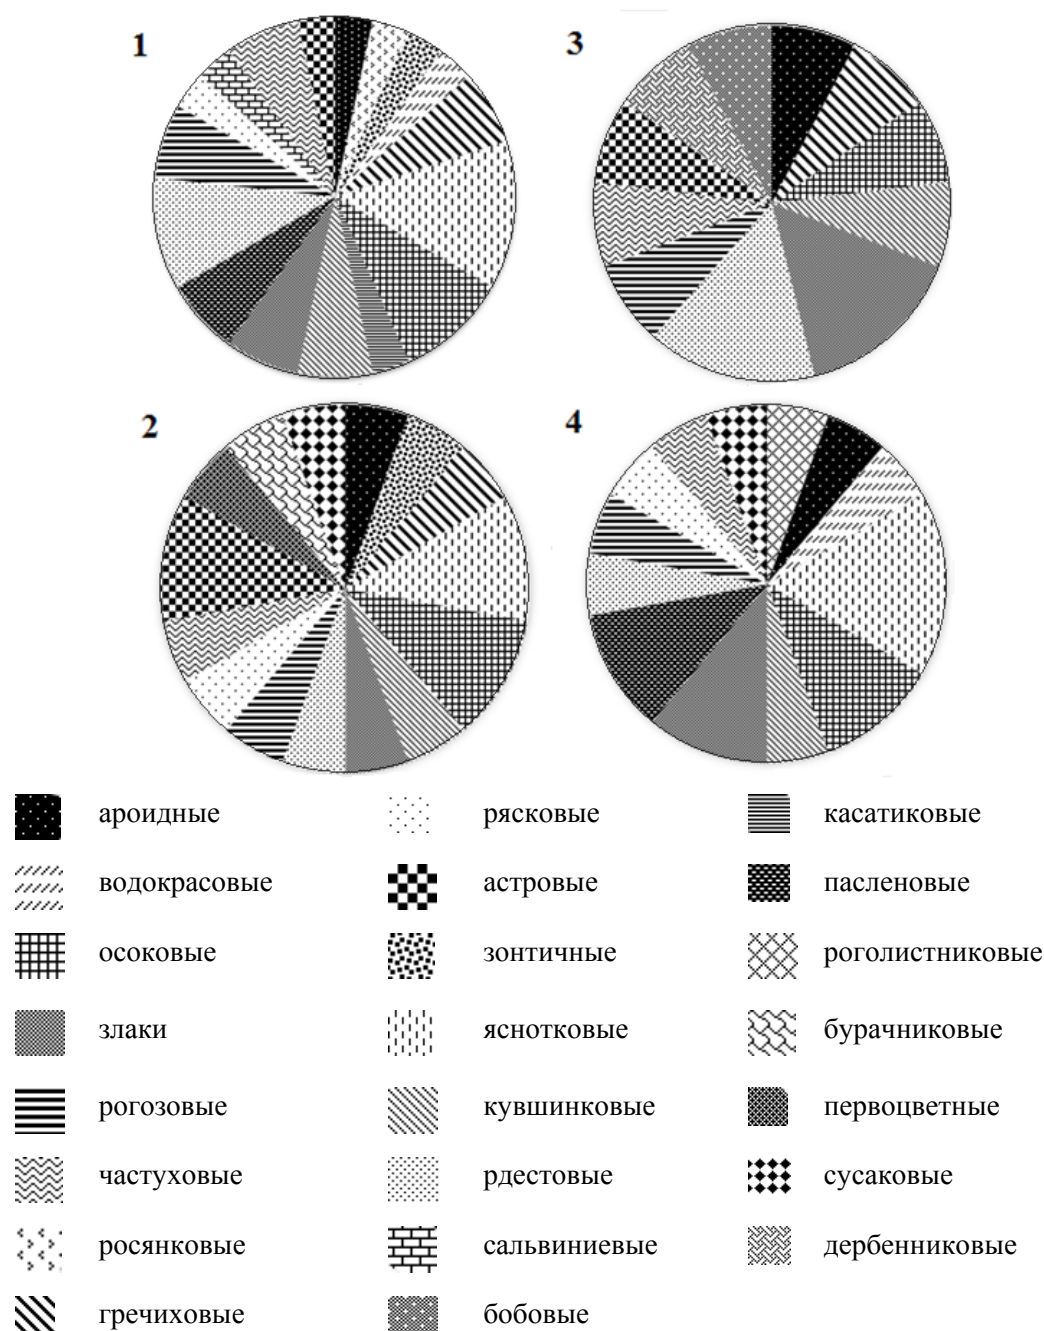 1
3
2
4
ароидные рясковые касатиковые
водокрасовые астровые пасленовые
осоковые зонтичные роголистниковые
злаки яснотковые бурачниковые
рогозовые кувшинковые первоцветные
частуховые рдестовые сусаковые
росянковые сальвиниевые дербенниковые
гречиховые бобовые